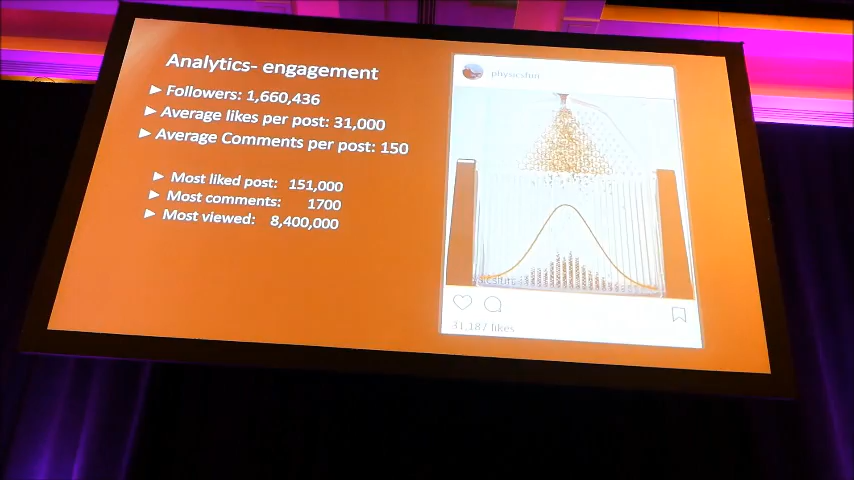 Analytics- engagement
Followers: 1,660,436
Average likes per post: 31,000
Average Comments per post: 150
Most liked post: 151,000
Most comments: 1700
Most viewed: 8,400,000
physicsfun
31,187 likes